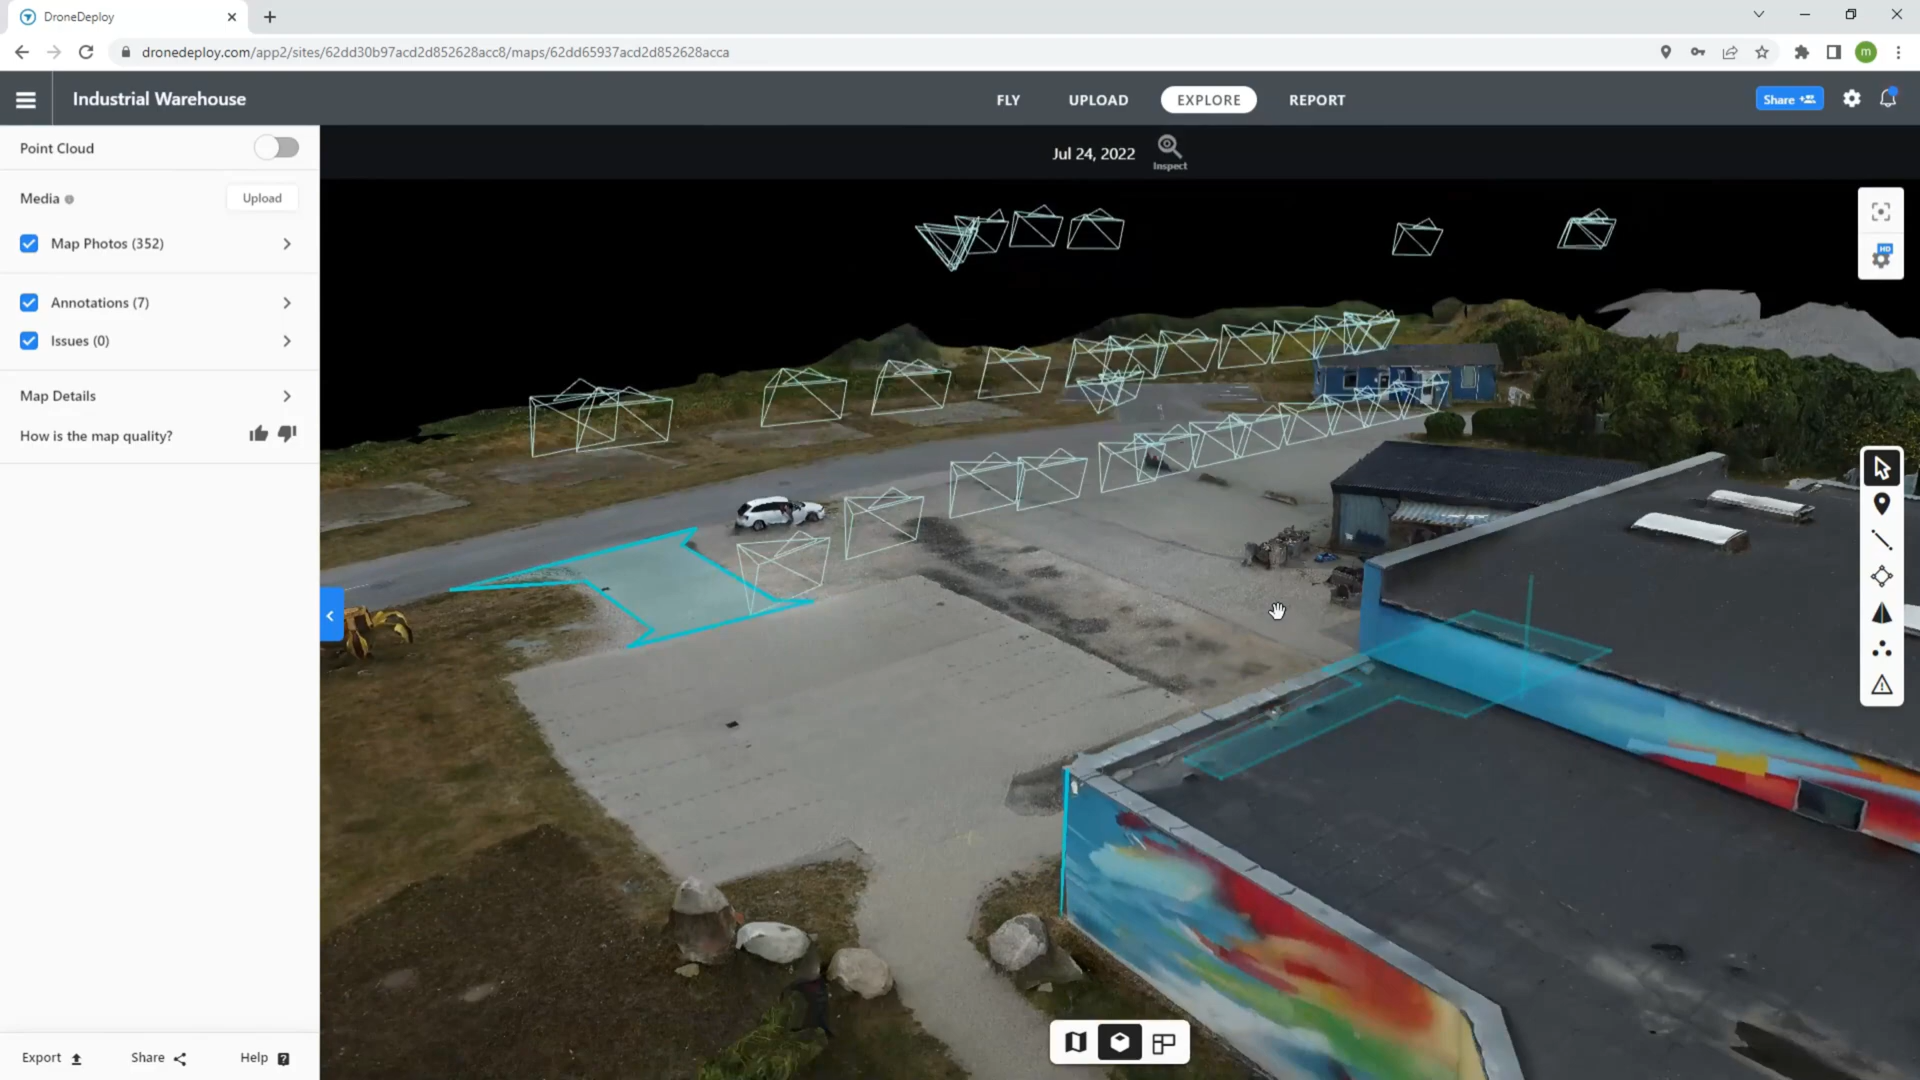 DroneDeploy
dronedeploy.com/app2/sites/62dd30b97acd2d852628acc8/maps/62dd65937acd2d852628acca
m
Industrial Warehouse
FLY
UPLOAD
EXPLORE
REPORT
Share
Point Cloud
Jul 24, 2022
Inspect
Media
Upload
Map Photos (352)
HD
Annotations (7)
Issues (0)
Map Details
How is the map quality?
Export
Share
Help